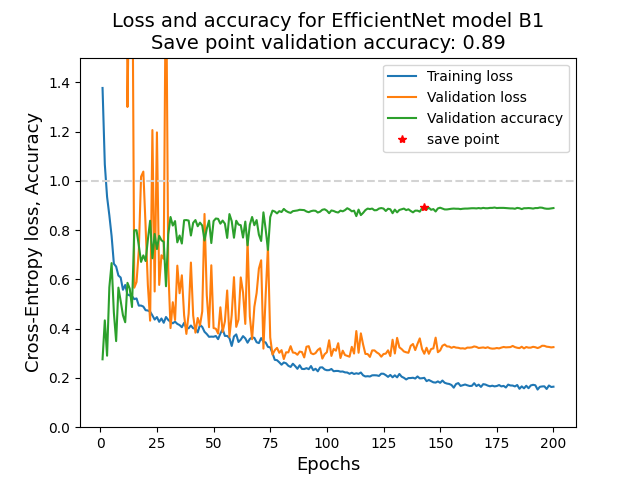 Loss and accuracy for EfficientNet model B1
Save point validation accuracy: 0.89
Training loss
Validation loss
Validation accuracy
save point
Cross-Entropy loss, Accuracy
1.4
1.2
1.0
0.8
0.6
0.4
0.2
0.0
0 25 50 75 100 125 150 175 200
Epochs